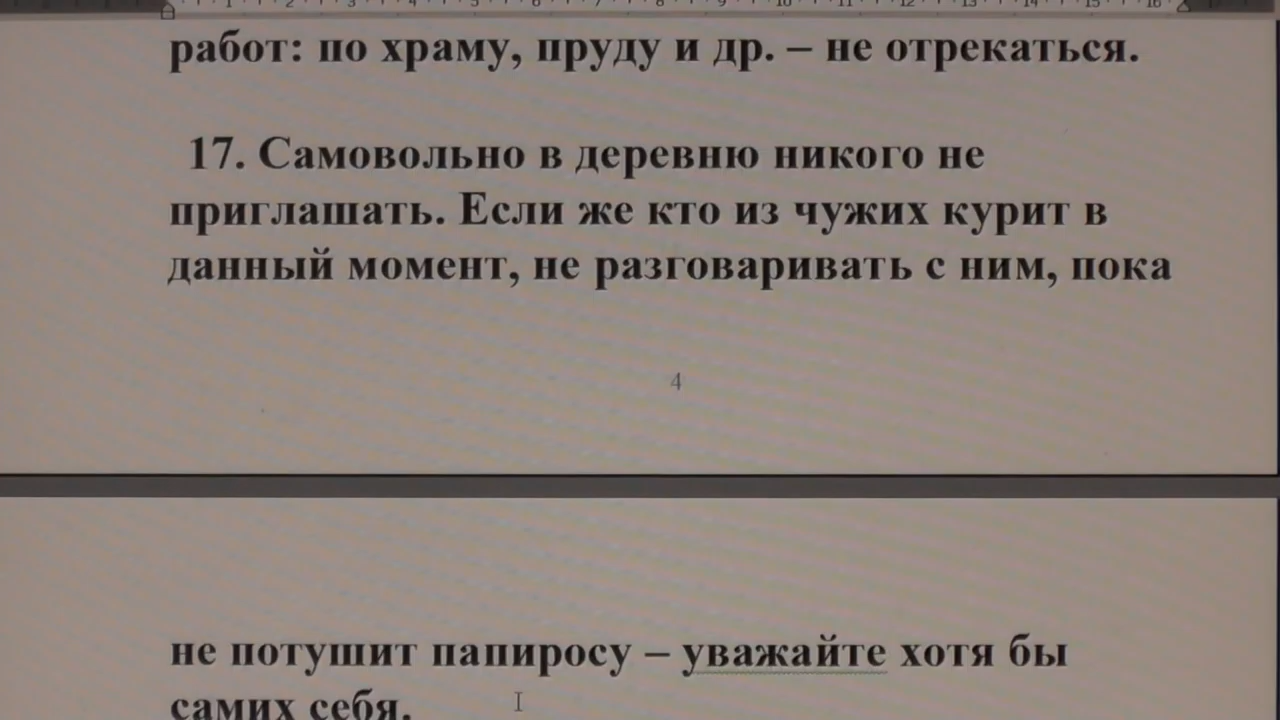 работ: по храму, пруду и др. – не отрекаться.
17. Самовольно в деревню никого не
приглашать. Если же кто из чужих курит в
данный момент, не разговаривать с ним, пока
4
не потушит папиросу – уважайте хотя бы
самих себя.